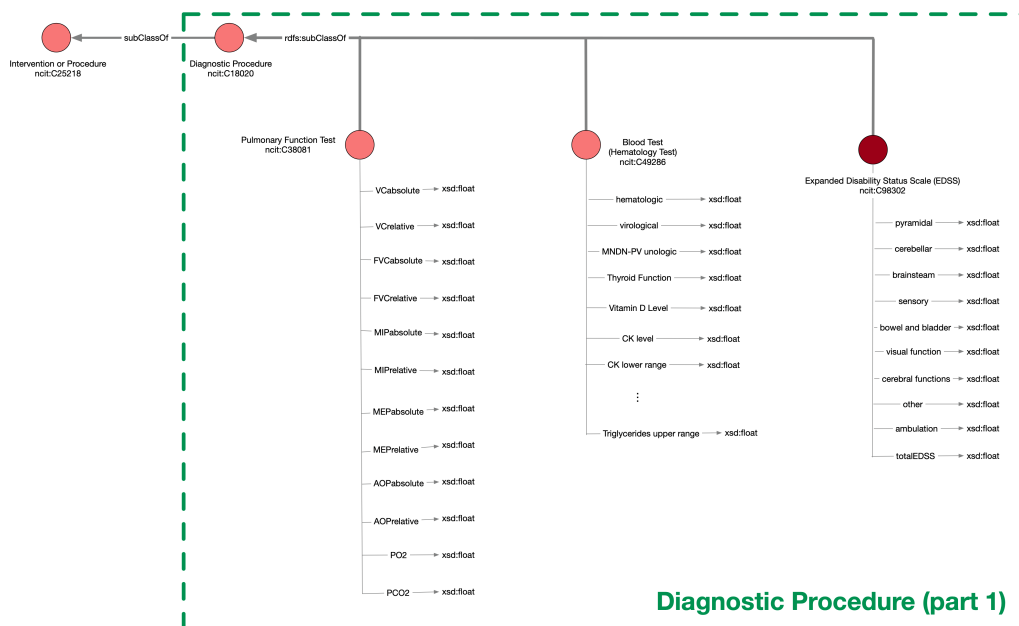 subClassOf
rdfs:subClassOf
Intervention or Procedure
ncit:C25218
Diagnostic Procedure
ncit:C18020
Pulmonary Function Test
ncit:C38081
VCabsolute xsd:float
VCrelative xsd:float
FVCabsolute xsd:float
FVCrelative xsd:float
MIPabsolute xsd:float
MIPrelative xsd:float
MEPabsolute xsd:float
MEPrelative xsd:float
AOPabsolute xsd:float
AOPrelative xsd:float
PO2 xsd:float
PCO2 xsd:float
Blood Test
(Hematology Test)
ncit:C49286
hematologic xsd:float
virological xsd:float
MNDN-PV unologic xsd:float
Thyroid Function xsd:float
Vitamin D Level xsd:float
CK level xsd:float
CK lower range xsd:float
⋮
Triglycerides upper range xsd:float
Expanded Disability Status Scale (EDSS)
ncit:C98302
pyramidal xsd:float
cerebellar xsd:float
brainsteam xsd:float
sensory xsd:float
bowel and bladder xsd:float
visual function xsd:float
cerebral functions xsd:float
other xsd:float
ambulation xsd:float
totalEDSS xsd:float
Diagnostic Procedure (part 1)